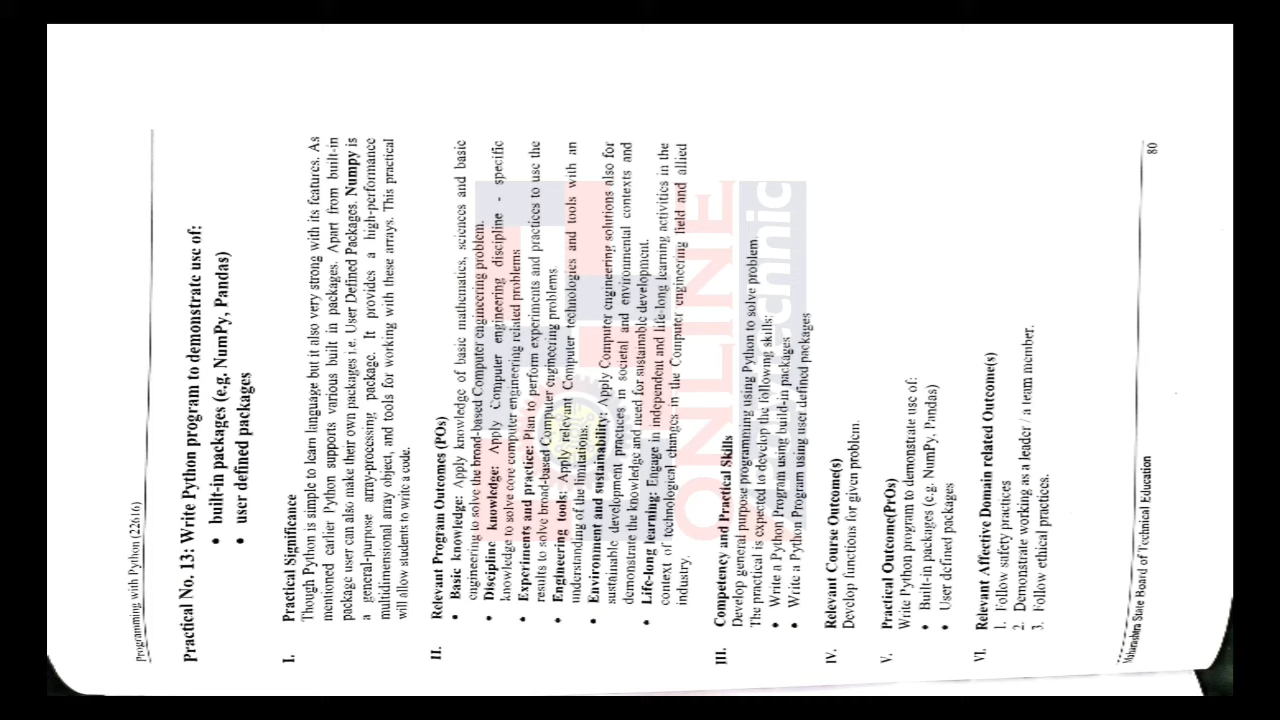 Programming with Python (22616)
Practical No. 13: Write Python program to demonstrate use of:
• built-in packages (e.g. NumPy, Pandas)
• user defined packages
I. Practical Significance
Though Python is simple to learn language but it also very strong with its features. As
mentioned earlier Python supports various built in packages. Apart from built-in
package user can also make their own packages i.e. User Defined Packages. Numpy is
a general-purpose array-processing package. It provides a high-performance
multidimensional array object, and tools for working with these arrays. This practical
will allow students to write a code.
II. Relevant Program Outcomes (POs)
• Basic knowledge: Apply knowledge of basic mathematics, sciences and basic
engineering to solve the broad-based Computer engineering problem.
• Discipline knowledge: Apply Computer engineering discipline - specific
knowledge to solve core computer engineering related problems
• Experiments and practice: Plan to perform experiments and practices to use the
results to solve broad-based Computer engineering problems.
• Engineering tools: Apply relevant Computer technologies and tools with an
understanding of the limitations.
• Environment and sustainability: Apply Computer engineering solutions also for
sustainable development practices in societal and environmental contexts and
demonstrate the knowledge and need for sustainable development.
• Life-long learning: Engage in independent and life-long learning activities in the
context of technological changes in the Computer engineering field and allied
industry.
III. Competency and Practical Skills
Develop general purpose programming using Python to solve problem.
The practical is expected to develop the following skills:
• Write a Python Program using build-in packages
• Write a Python Program using user defined packages
IV. Relevant Course Outcome(s)
Develop functions for given problem.
V. Practical Outcome(PrOs)
Write Python program to demonstrate use of:
• Built-in packages (e.g. NumPy, Pandas)
• User defined packages
VI. Relevant Affective Domain related Outcome(s)
1. Follow safety practices
2. Demonstrate working as a leader / a team member.
3. Follow ethical practices.
Maharashtra State Board of Technical Education 80
ONLINE